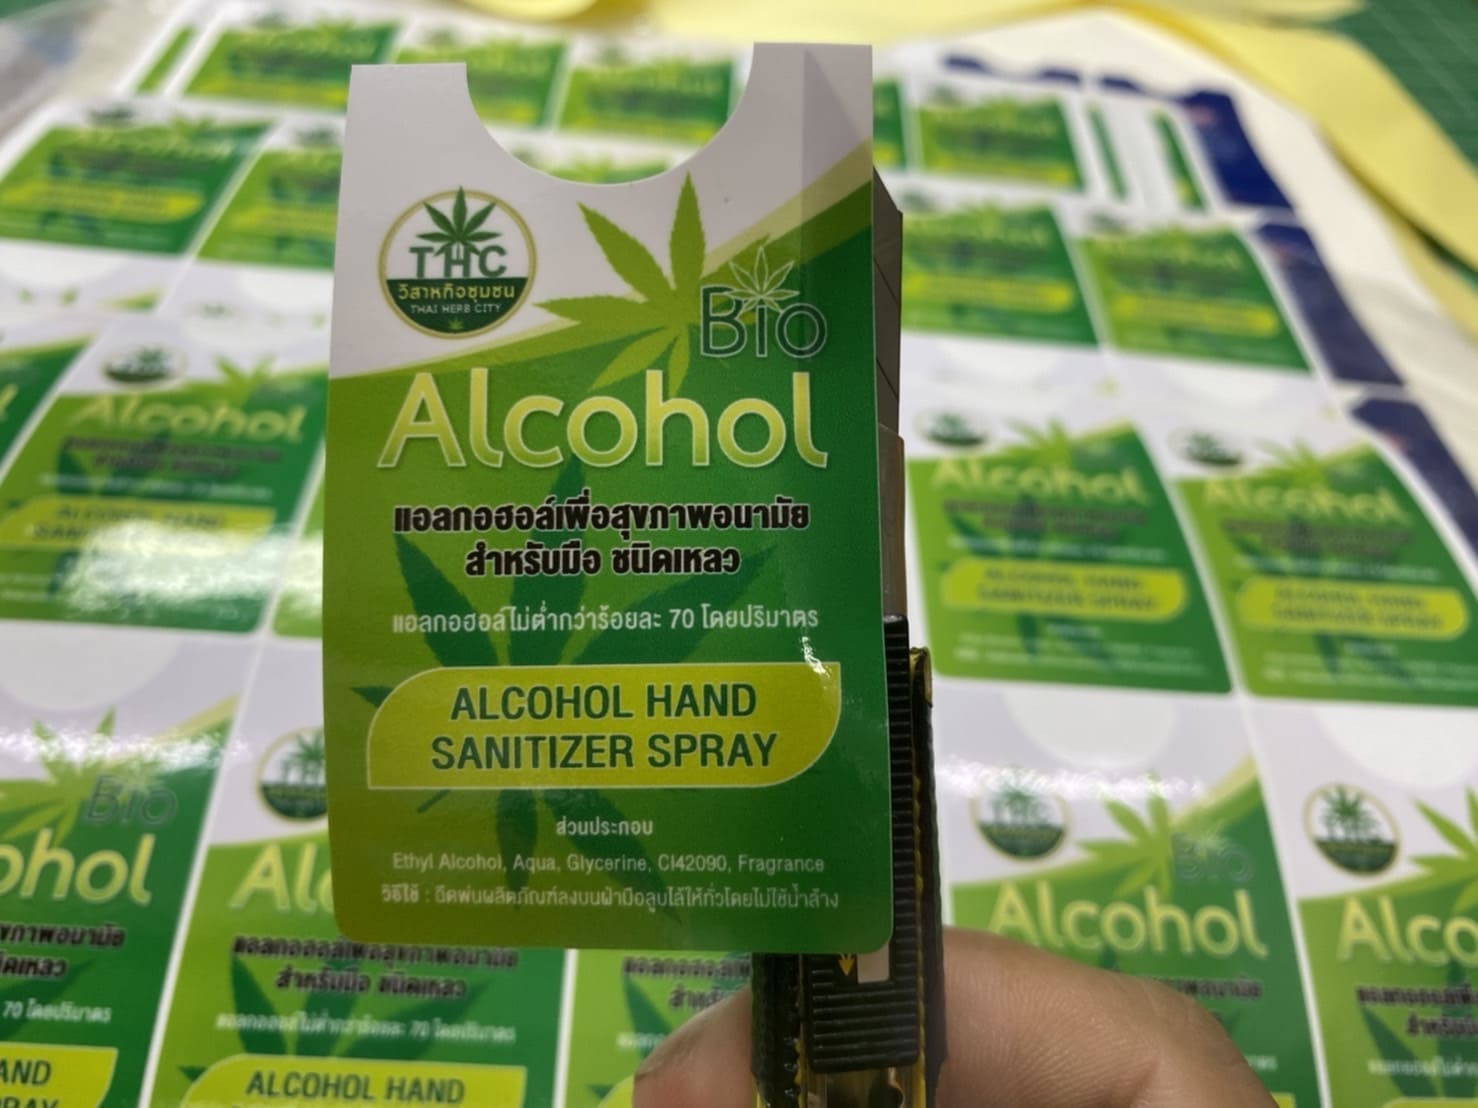 THC
วิสาหกิจชุมชน
THAI HERB CITY
Bio
Alcohol
แอลกอฮอล์เพื่อสุขภาพอนามัย
สำหรับมือ ชนิดเหลว
แอลกอฮอล์ไม่ต่ำกว่าร้อยละ 70 โดยปริมาตร
ALCOHOL HAND
SANITIZER SPRAY
ส่วนประกอบ
Ethyl Alcohol, Aqua, Glycerine, CI42090, Fragrance
วิธีใช้ : ฉีดพ่นผลิตภัณฑ์ลงบนฝ่ามือลูบไล้ให้ทั่วโดยไม่ใช้น้ำล้าง